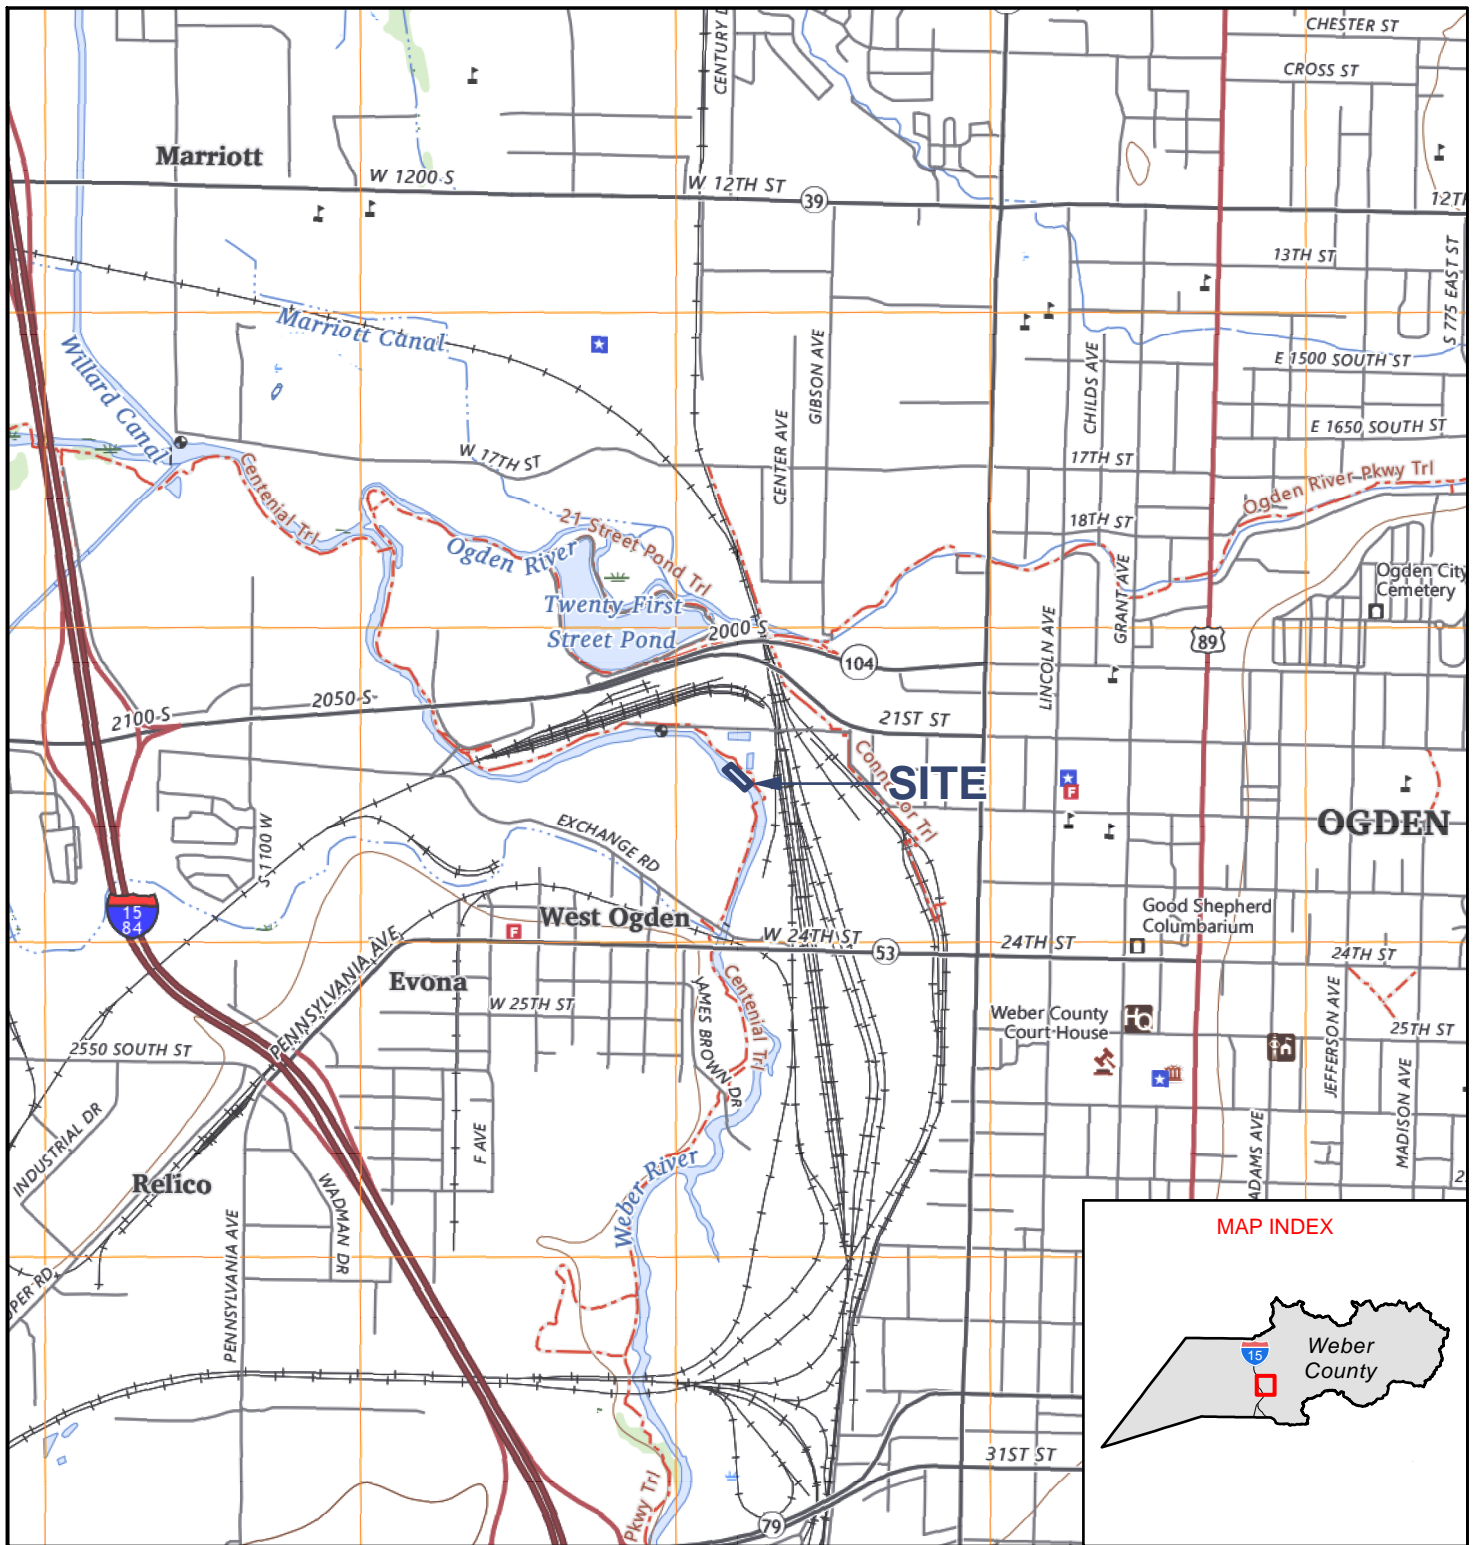 CHESTER ST
CENTURY D
CROSS ST
Marriott
W 1200 S
W 12TH ST
39
12TH
13TH ST
S 775 EAST ST
Marriott Canal
Willard Canal
GIBSON AVE
CHILDS AVE
E 1500 SOUTH ST
CENTER AVE
E 1650 SOUTH ST
W 17TH ST
17TH ST
Ogden River Pkwy Trl
Centenial Trl
21 Street Pond Trl
18TH ST
Ogden River
GRANT AVE
Ogden City
Cemetery
Twenty First
Street Pond
2000 S
LINCOLN AVE
89
104
2050 S
2100 S
21ST ST
Connector Trl
SITE
F
OGDEN
EXCHANGE RD
S 1100 W
15
84
West Ogden
Good Shepherd
Columbarium
F
W 24TH ST
53
24TH ST
24TH ST
PENNSYLVANIA AVE
Evona
Centenial Trl
JAMES BROWN DR
W 25TH ST
Weber County
Court House
HQ
25TH ST
2550 SOUTH ST
JEFFERSON AVE
MADISON AVE
INDUSTRIAL DR
F AVE
ADAMS AVE
Relico
WADMAN DR
Weber River
2
PENNSYLVANIA AVE
OPER RD
MAP INDEX
15
Weber
County
31ST ST
Pkwy Trl
79